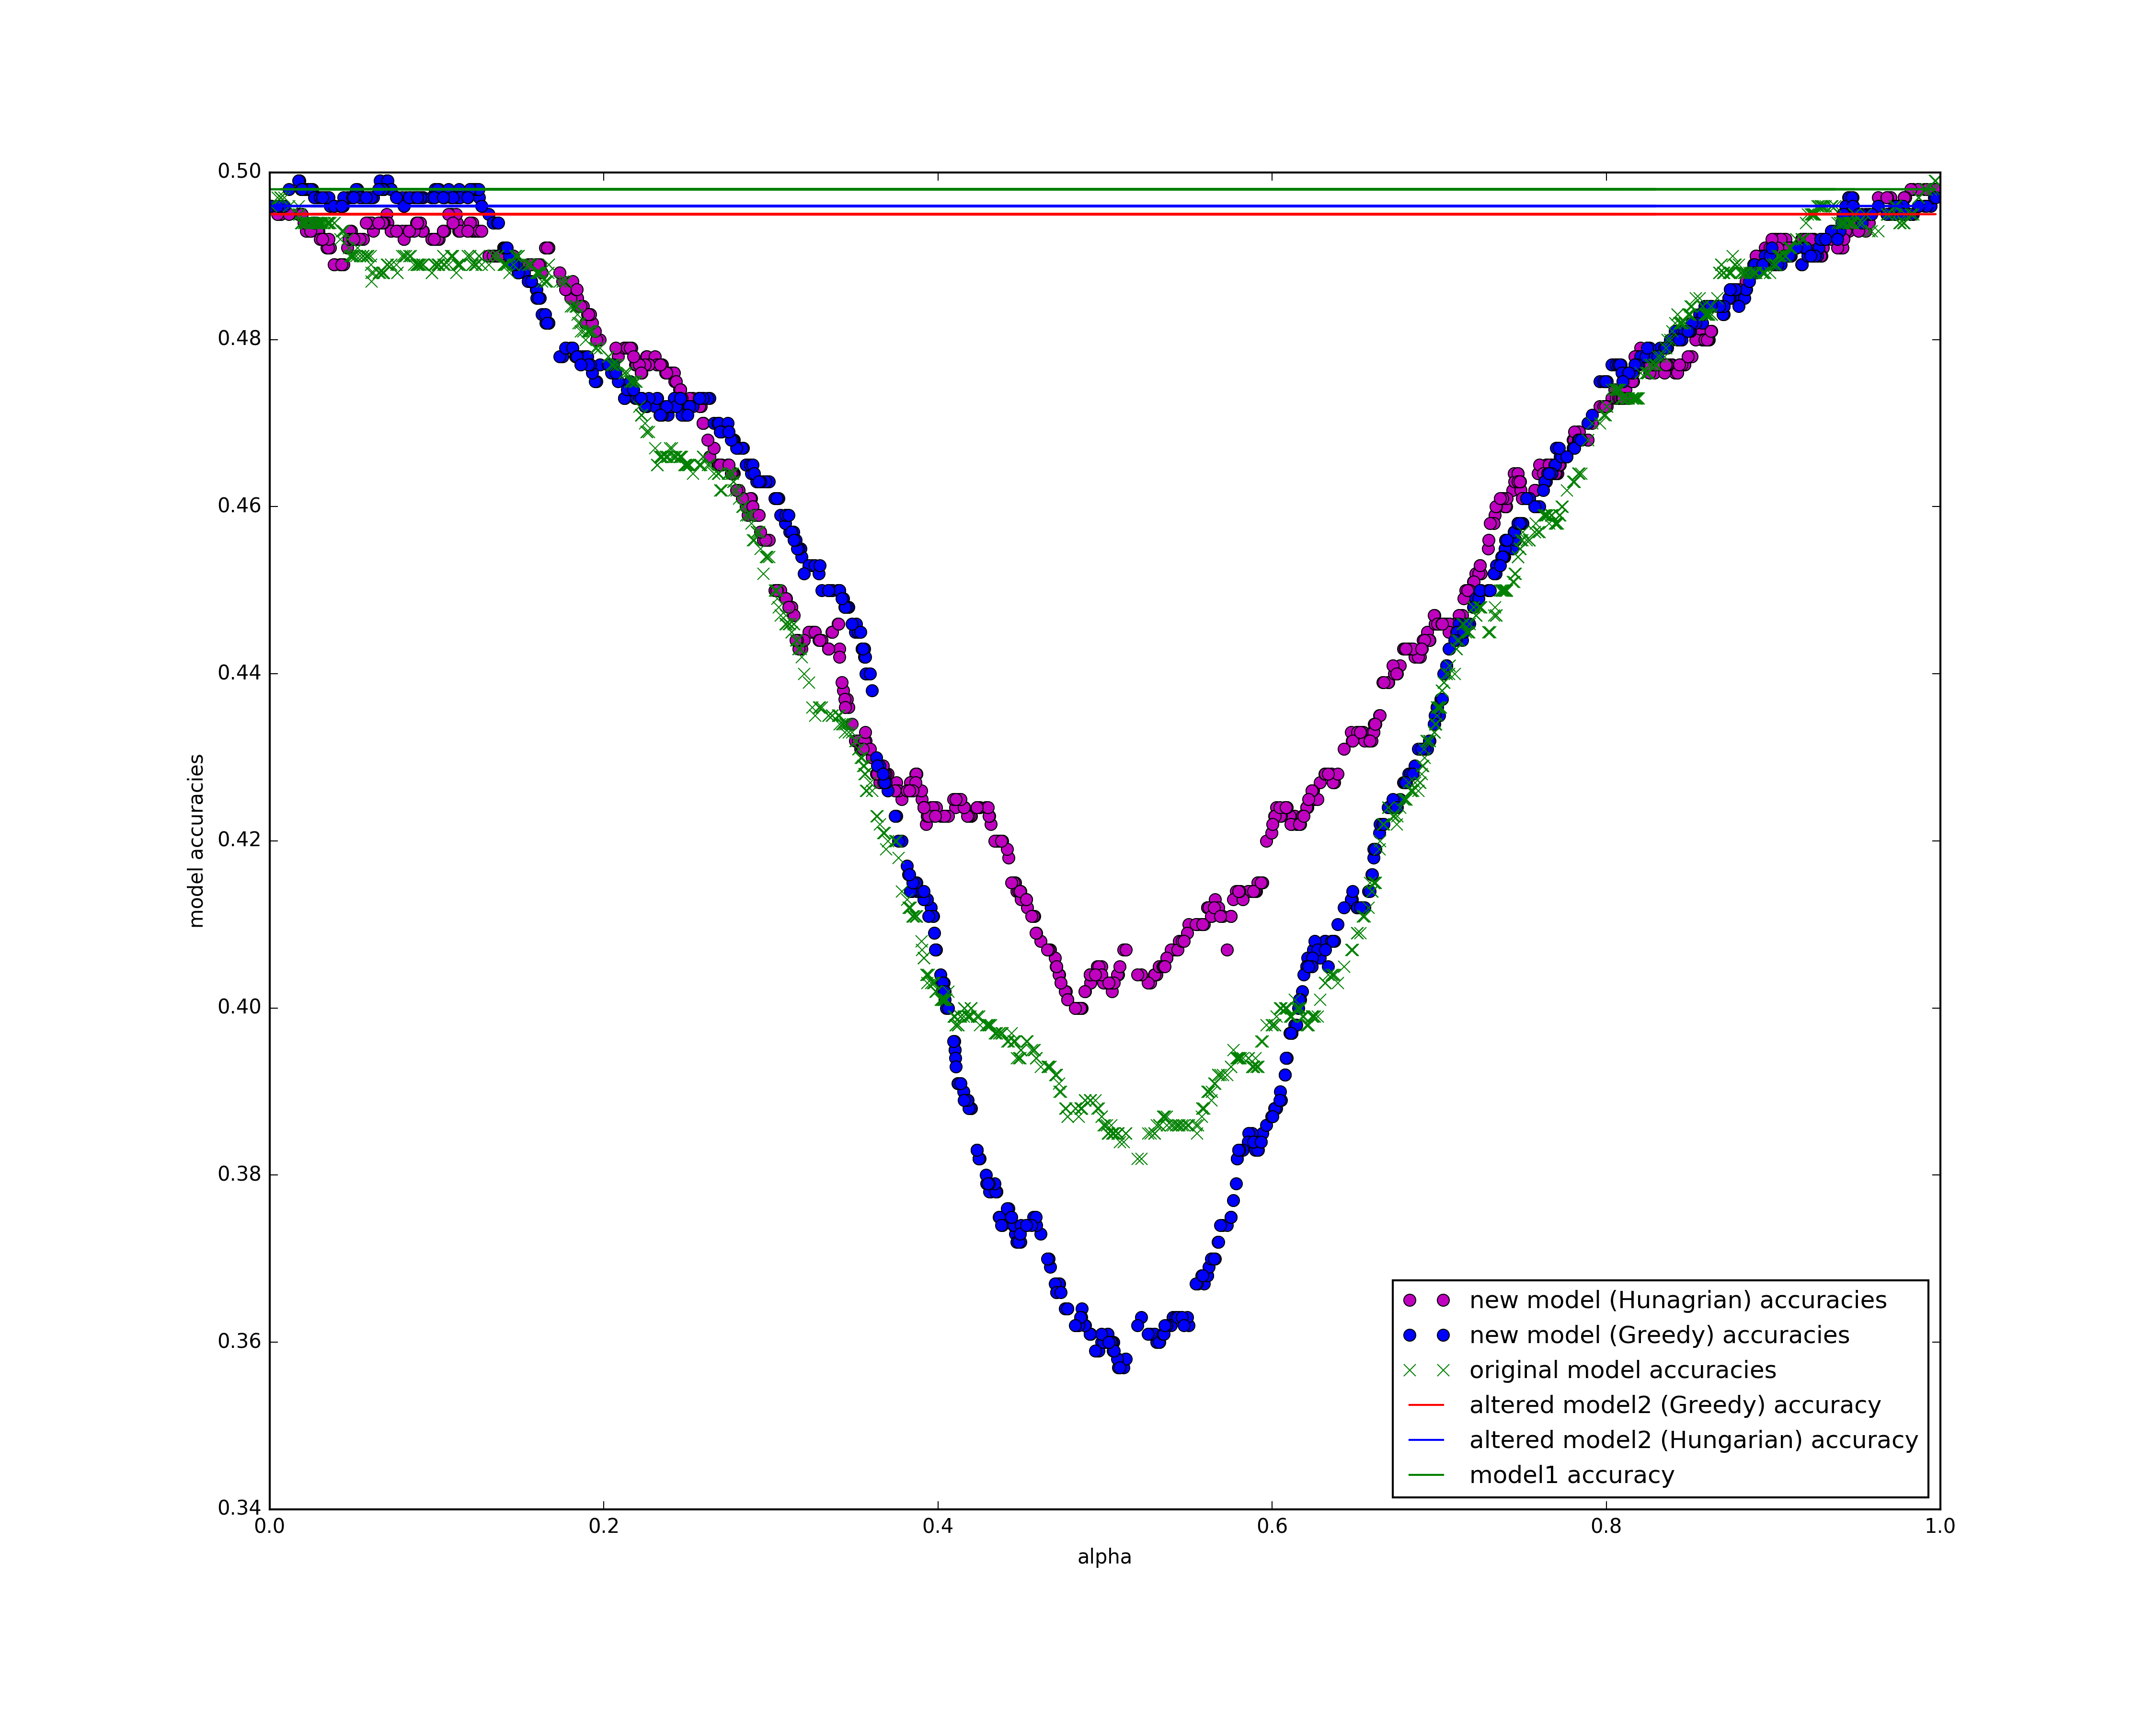 0.50
0.48
0.46
0.44
0.42
0.40
0.38
0.36
0.34
model accuracies
0.0 0.2 0.4 0.6 0.8 1.0
alpha
new model (Hunagrian) accuracies
new model (Greedy) accuracies
original model accuracies
altered model2 (Greedy) accuracy
altered model2 (Hungarian) accuracy
model1 accuracy